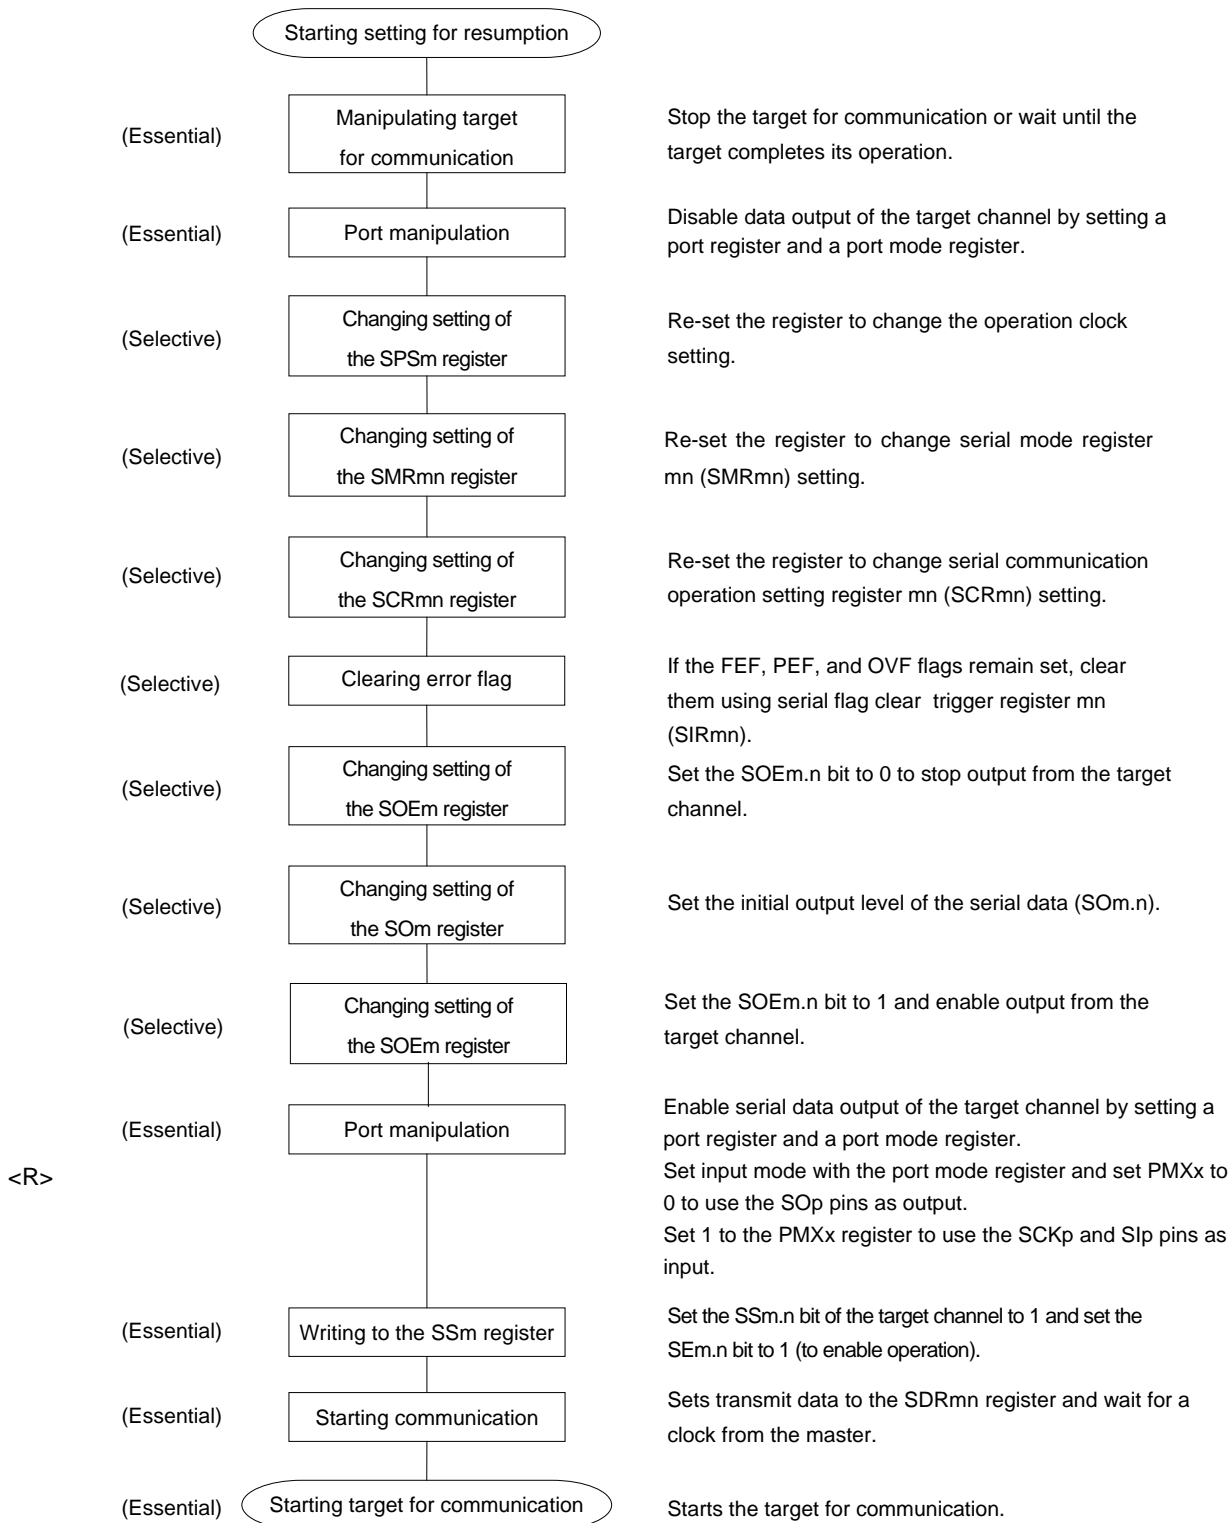 Starting setting for resumption
(Essential)
Manipulating target
for communication
Stop the target for communication or wait until the
target completes its operation.
(Essential)
Port manipulation
Disable data output of the target channel by setting a
port register and a port mode register.
(Selective)
Changing setting of
the SPSm register
Re-set the register to change the operation clock
setting.
(Selective)
Changing setting of
the SMRmn register
Re-set the register to change serial mode register
mn (SMRmn) setting.
(Selective)
Changing setting of
the SCRmn register
Re-set the register to change serial communication
operation setting register mn (SCRmn) setting.
(Selective)
Clearing error flag
If the FEF, PEF, and OVF flags remain set, clear
them using serial flag clear trigger register mn
(SIRmn).
(Selective)
Changing setting of
the SOEm register
Set the SOEm.n bit to 0 to stop output from the target
channel.
(Selective)
Changing setting of
the SOm register
Set the initial output level of the serial data (SOm.n).
(Selective)
Changing setting of
the SOEm register
Set the SOEm.n bit to 1 and enable output from the
target channel.
(Essential)
Port manipulation
Enable serial data output of the target channel by setting a
port register and a port mode register.
<R>
Set input mode with the port mode register and set PMXx to
0 to use the SOp pins as output.
Set 1 to the PMXx register to use the SCKp and SIp pins as
input.
(Essential)
Writing to the SSm register
Set the SSm.n bit of the target channel to 1 and set the
SEm.n bit to 1 (to enable operation).
(Essential)
Starting communication
Sets transmit data to the SDRmn register and wait for a
clock from the master.
(Essential)
Starting target for communication
Starts the target for communication.